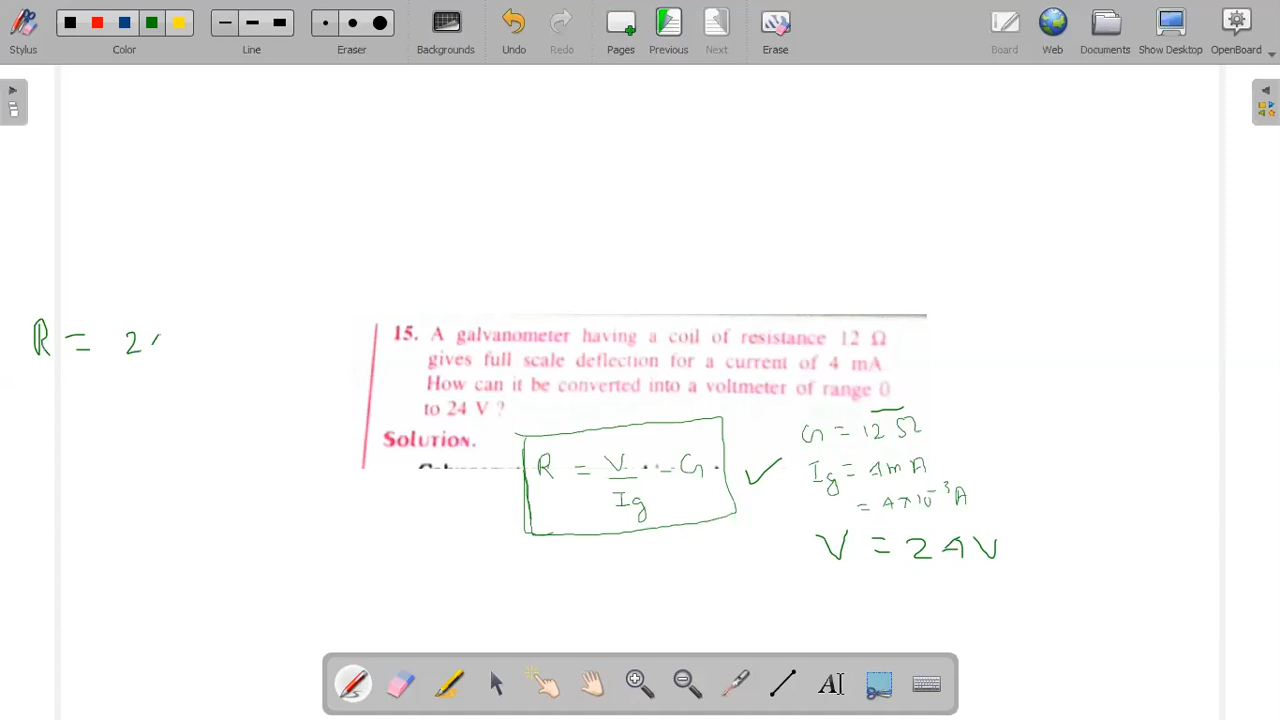 Stylus
Color
Line
Eraser
Backgrounds
Undo
Redo
Pages
Previous
Next
Erase
Board
Web
Documents
Show Desktop
OpenBoard
R = 2
15. A galvanometer having a coil of resistance 12 Ω
gives full scale deflection for a current of 4 mA
How can it be converted into a voltmeter of range 0
to 24 V ?
SOLUTION.
R = V/Ig - G
G = 12 Ω
Ig = 4 m A
= 4 × 10⁻³ A
V = 24 V